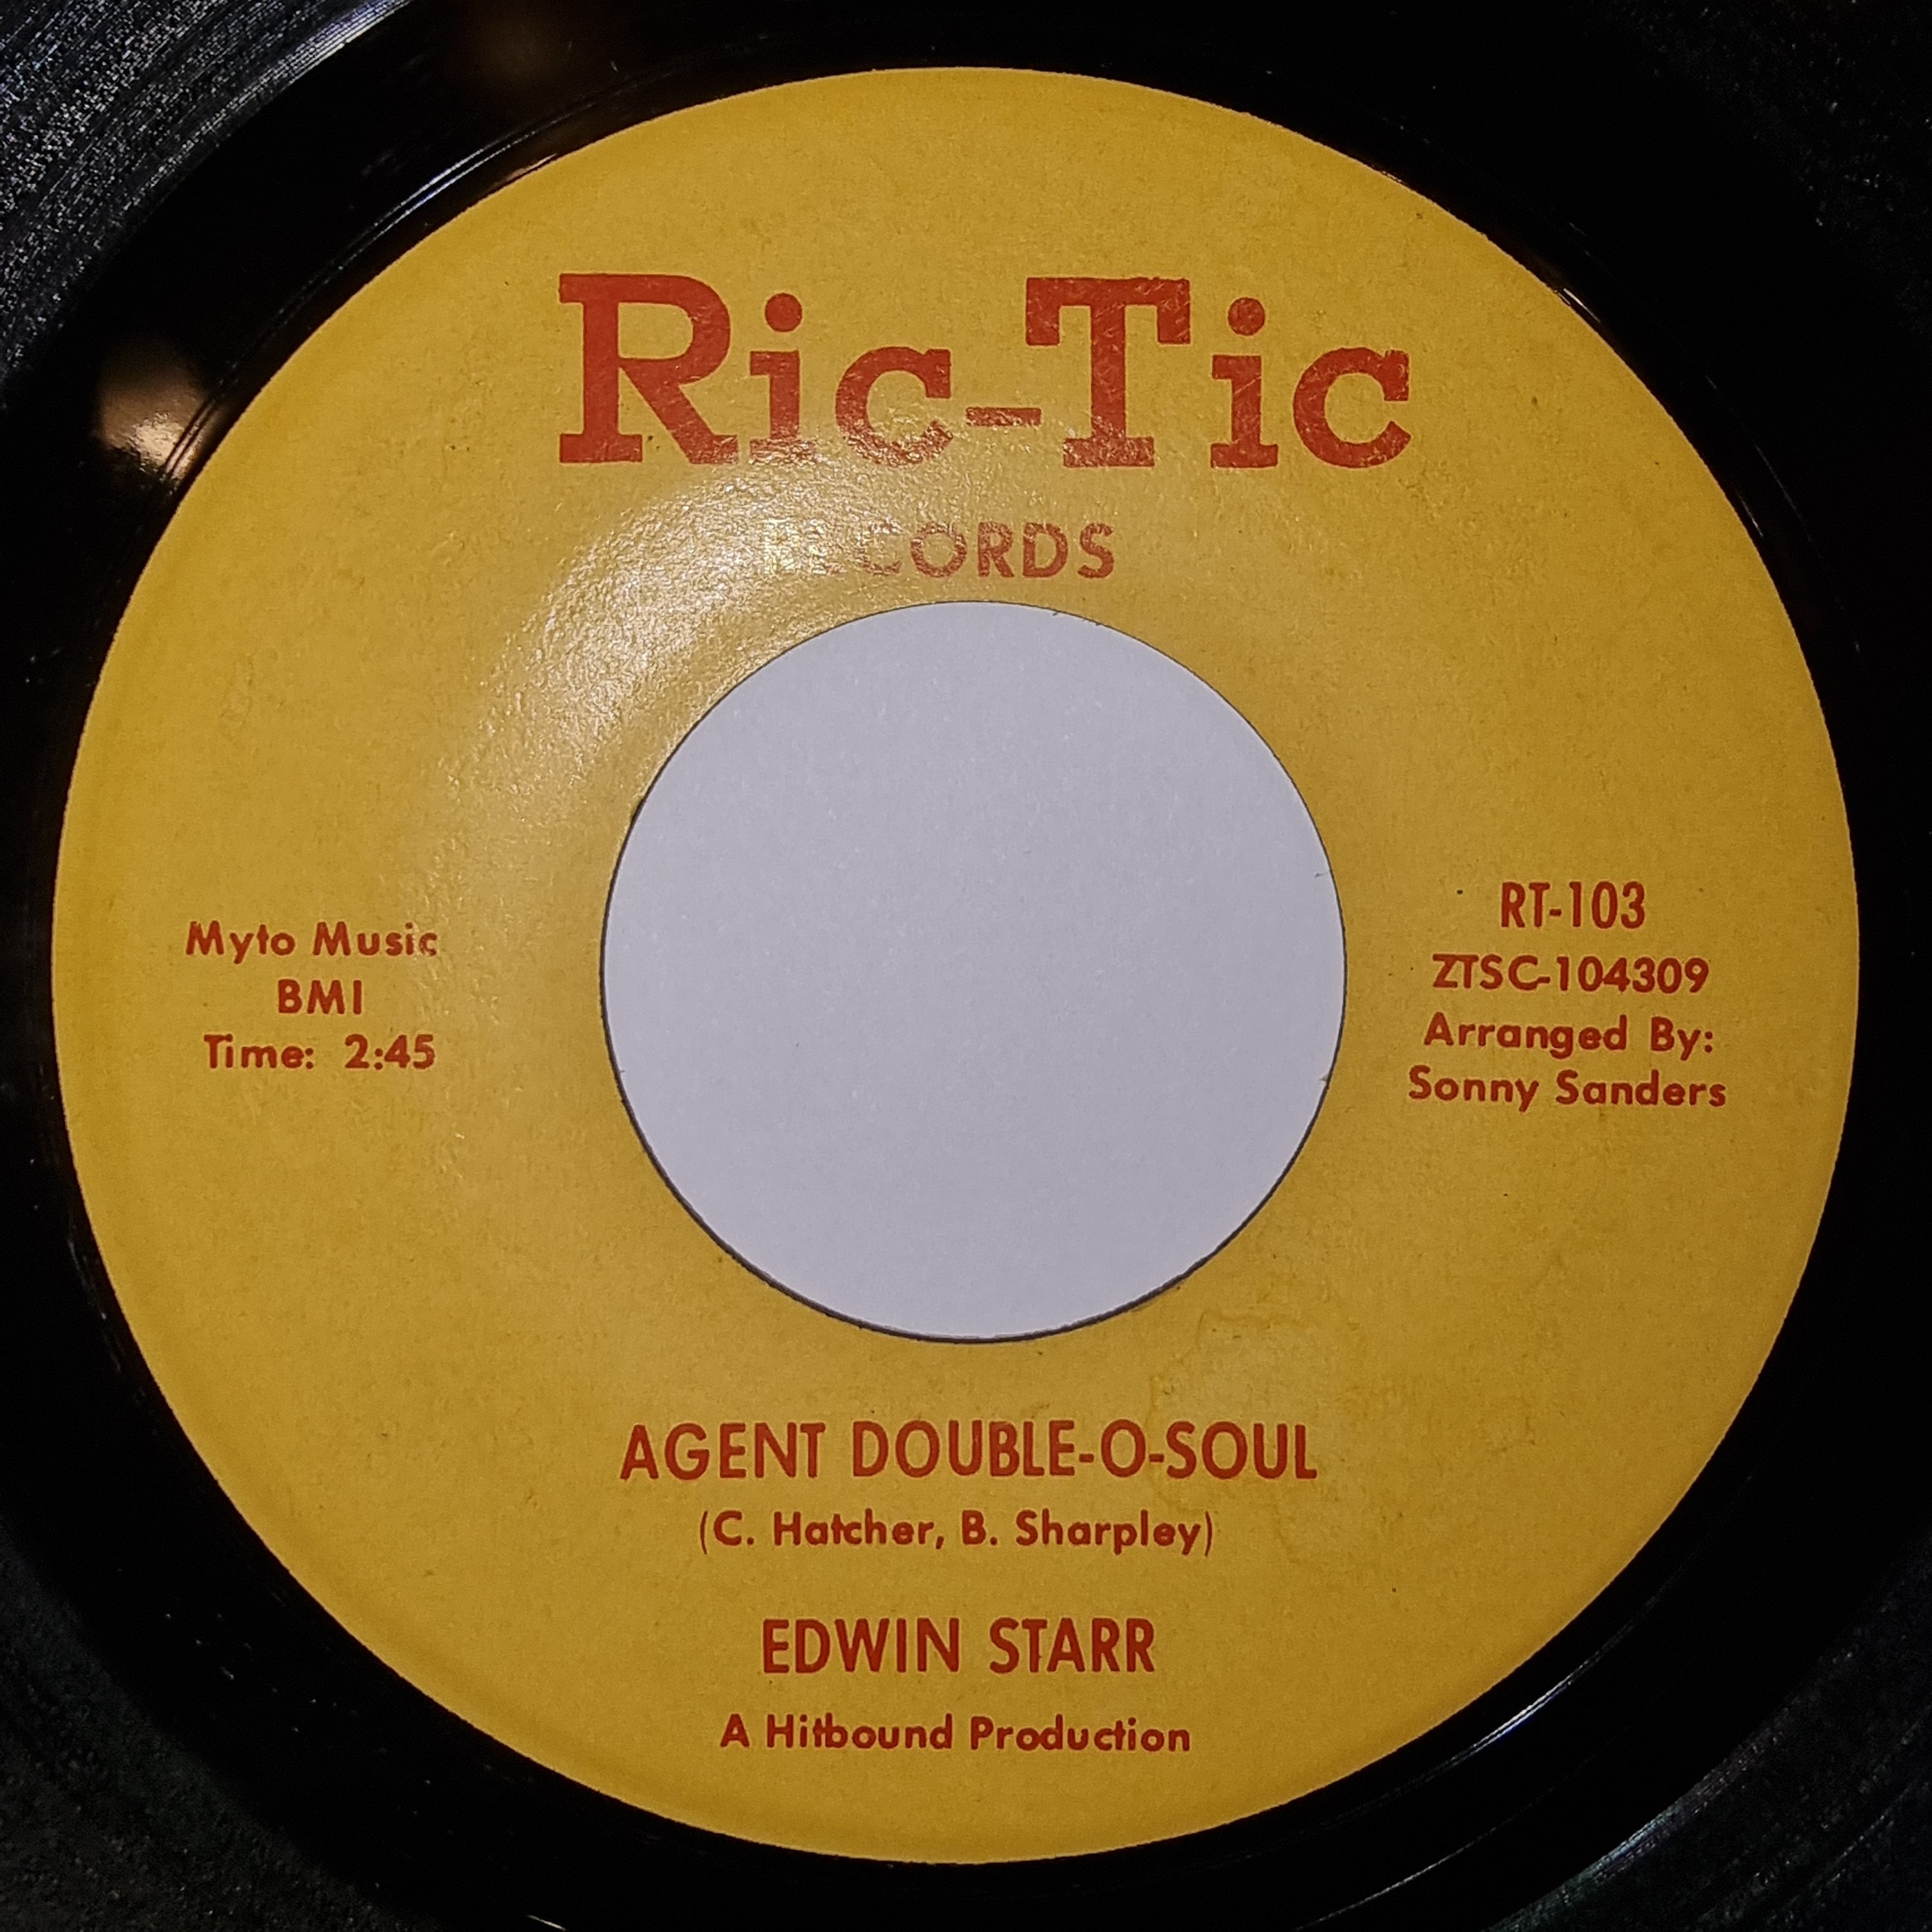 Ric-Tic
RECORDS
Myto Music
BMI
Time: 2:45
RT-103
ZTSC-104309
Arranged By:
Sonny Sanders
AGENT DOUBLE-O-SOUL
(C. Hatcher, B. Sharpley)
EDWIN STARR
A Hitbound Production